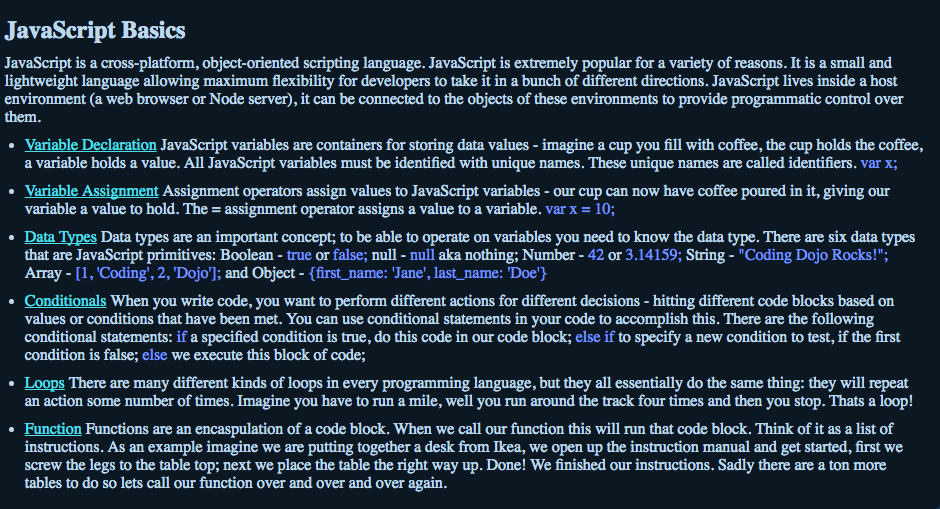 JavaScript Basics
JavaScript is a cross-platform, object-oriented scripting language. JavaScript is extremely popular for a variety of reasons. It is a small and
lightweight language allowing maximum flexibility for developers to take it in a bunch of different directions. JavaScript lives inside a host
environment (a web browser or Node server), it can be connected to the objects of these environments to provide programmatic control over
them.
• Variable Declaration JavaScript variables are containers for storing data values - imagine a cup you fill with coffee, the cup holds the coffee,
a variable holds a value. All JavaScript variables must be identified with unique names. These unique names are called identifiers. var x;
• Variable Assignment Assignment operators assign values to JavaScript variables - our cup can now have coffee poured in it, giving our
variable a value to hold. The = assignment operator assigns a value to a variable. var x = 10;
• Data Types Data types are an important concept; to be able to operate on variables you need to know the data type. There are six data types
that are JavaScript primitives: Boolean - true or false; null - null aka nothing; Number - 42 or 3.14159; String - "Coding Dojo Rocks!";
Array - [1, 'Coding', 2, 'Dojo']; and Object - {first_name: 'Jane', last_name: 'Doe'}
• Conditionals When you write code, you want to perform different actions for different decisions - hitting different code blocks based on
values or conditions that have been met. You can use conditional statements in your code to accomplish this. There are the following
conditional statements: if a specified condition is true, do this code in our code block; else if to specify a new condition to test, if the first
condition is false; else we execute this block of code;
• Loops There are many different kinds of loops in every programming language, but they all essentially do the same thing: they will repeat
an action some number of times. Imagine you have to run a mile, well you run around the track four times and then you stop. Thats a loop!
• Function Functions are an encaspulation of a code block. When we call our function this will run that code block. Think of it as a list of
instructions. As an example imagine we are putting together a desk from Ikea, we open up the instruction manual and get started, first we
screw the legs to the table top; next we place the table the right way up. Done! We finished our instructions. Sadly there are a ton more
tables to do so lets call our function over and over and over again.